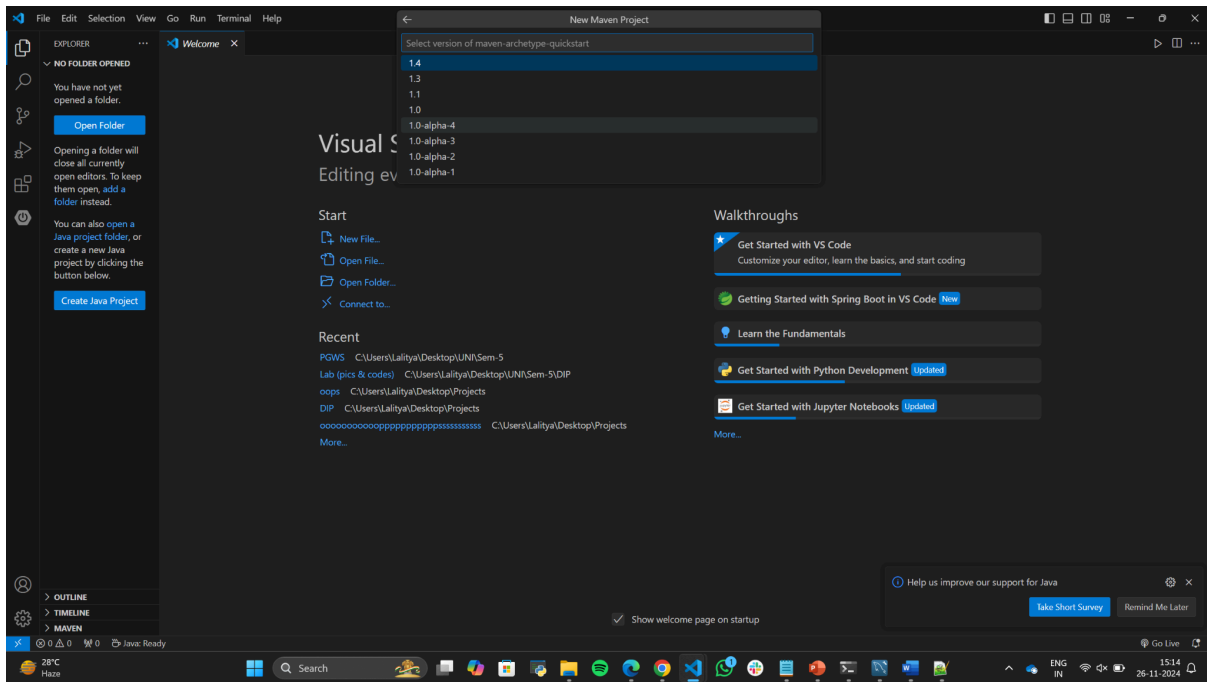 File Edit Selection View Go Run Terminal Help
New Maven Project
Select version of maven-archetype-quickstart
1.4
1.3
1.1
1.0
1.0-alpha-4
1.0-alpha-3
1.0-alpha-2
1.0-alpha-1
EXPLORER
Welcome
NO FOLDER OPENED
You have not yet
opened a folder.
Open Folder
Opening a folder will
close all currently
open editors. To keep
them open, add a
folder instead.
You can also open a
Java project folder, or
create a new Java
project by clicking the
button below.
Create Java Project
OUTLINE
TIMELINE
MAVEN
Visual S
Editing ev
Start
New File...
Open File...
Open Folder...
Connect to...
Recent
PGWS C:\Users\Lalitya\Desktop\UNI\Sem-5
Lab (pics & codes) C:\Users\Lalitya\Desktop\UNI\Sem-5\DIP
oops C:\Users\Lalitya\Desktop\Projects
DIP C:\Users\Lalitya\Desktop\Projects
C:\Users\Lalitya\Desktop\Projects
More...
Walkthroughs
Get Started with VS Code
Customize your editor, learn the basics, and start coding
Getting Started with Spring Boot in VS Code New
Learn the Fundamentals
Get Started with Python Development Updated
Get Started with Jupyter Notebooks Updated
More...
Show welcome page on startup
Help us improve our support for Java
Take Short Survey Remind Me Later
0 0 0 Java: Ready
Go Live
28°C
Haze
Search
ENG
IN
15:14
26-11-2024